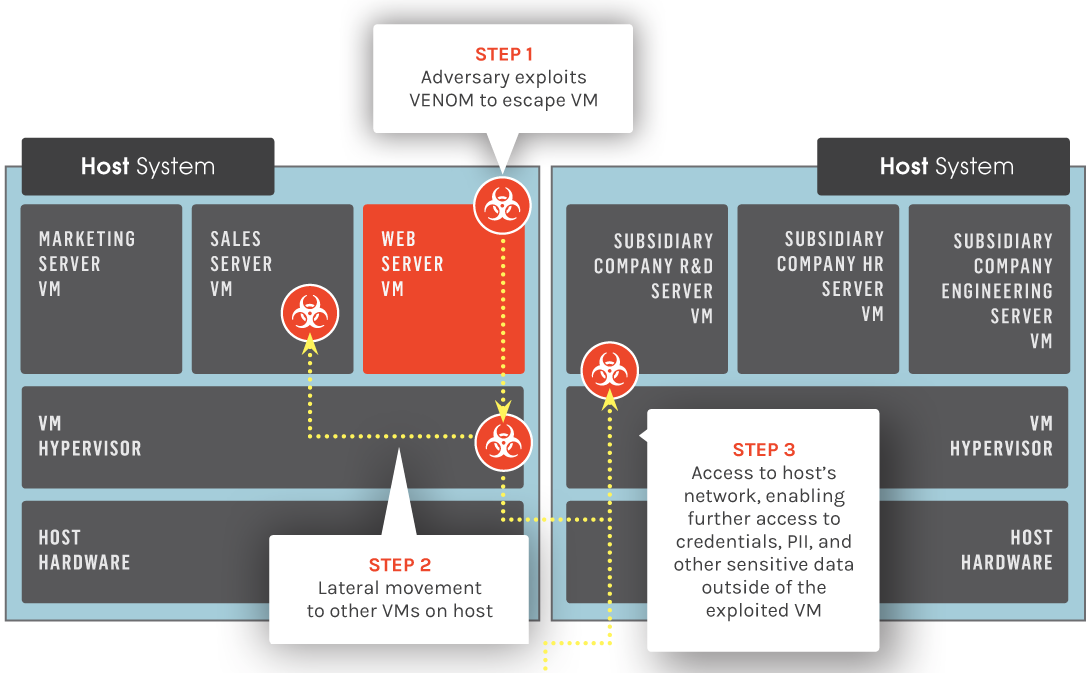 STEP 1
Adversary exploits
VENOM to escape VM
Host System
MARKETING
SERVER
VM
SALES
SERVER
VM
WEB
SERVER
VM
VM
HYPERVISOR
HOST
HARDWARE
STEP 2
Lateral movement
to other VMs on host
Host System
SUBSIDIARY
COMPANY R&D
SERVER
VM
SUBSIDIARY
COMPANY HR
SERVER
VM
SUBSIDIARY
COMPANY
ENGINEERING
SERVER
VM
VM
HYPERVISOR
HOST
HARDWARE
STEP 3
Access to host’s
network, enabling
further access to
credentials, PII, and
other sensitive data
outside of the
exploited VM